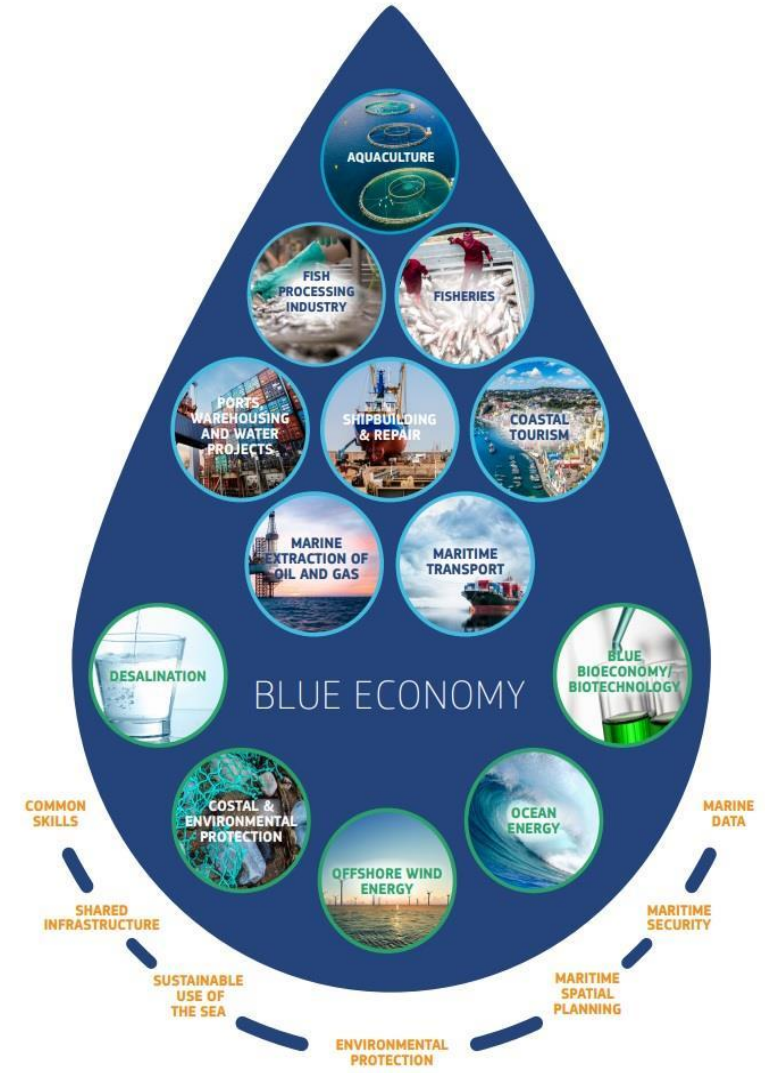 AQUACULTURE
FISH
PROCESSING
INDUSTRY
FISHERIES
PORTS,
WAREHOUSING
AND WATER
PROJECTS
SHIPBUILDING
& REPAIR
COASTAL
TOURISM
MARINE
EXTRACTION OF
OIL AND GAS
MARITIME
TRANSPORT
DESALINATION
BLUE
BIOECONOMY/
BIOTECHNOLOGY
BLUE ECONOMY
COSTAL &
ENVIRONMENTAL
PROTECTION
OCEAN
ENERGY
OFFSHORE WIND
ENERGY
COMMON
SKILLS
SHARED
INFRASTRUCTURE
SUSTAINABLE
USE OF
THE SEA
ENVIRONMENTAL
PROTECTION
MARITIME
SPATIAL
PLANNING
MARITIME
SECURITY
MARINE
DATA